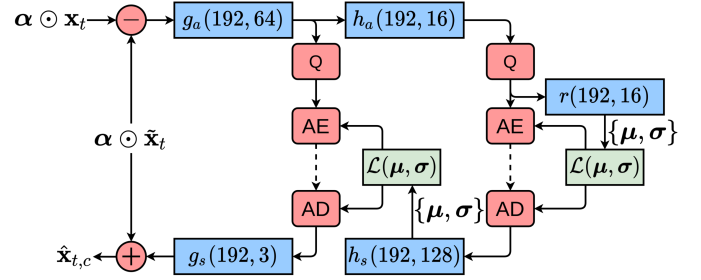 α ⊙ x_t
−
g_a(192, 64)
h_a(192, 16)
Q
Q
r(192, 16)
AE
AE
{μ, σ}
α ⊙ x̃_t
ℒ(μ, σ)
ℒ(μ, σ)
AD
{μ, σ}
AD
x̂_{t,c}
+
g_s(192, 3)
h_s(192, 128)